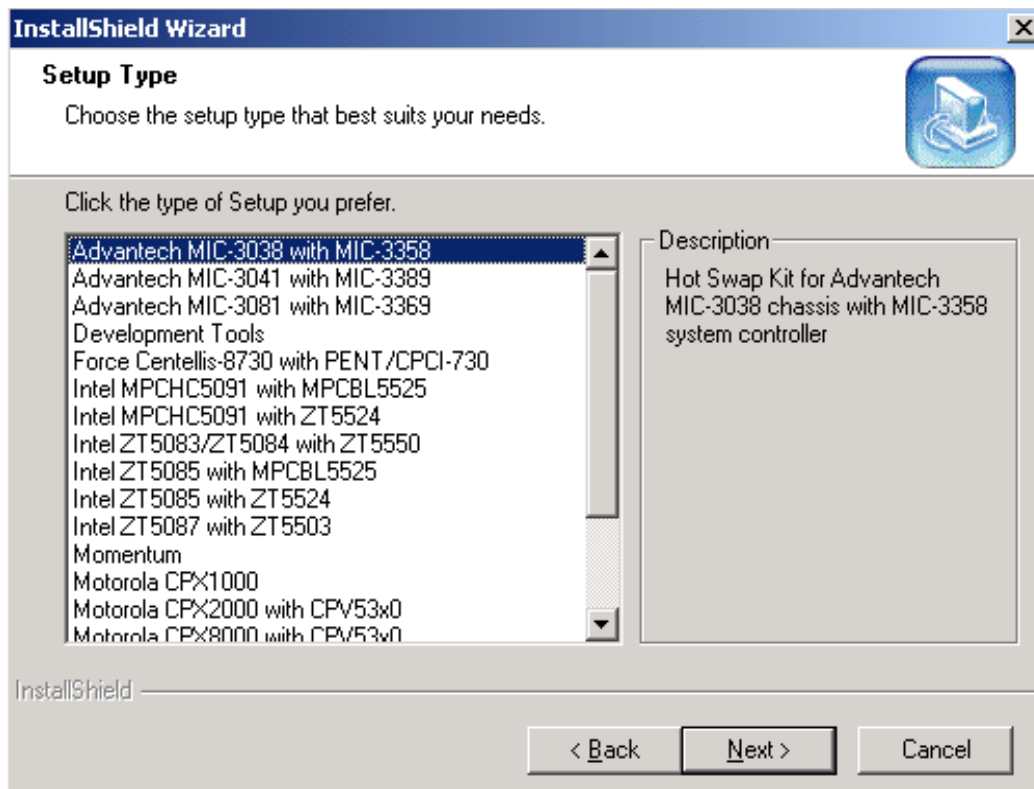 InstallShield Wizard
Setup Type
Choose the setup type that best suits your needs.
Click the type of Setup you prefer.
Advantech MIC-3038 with MIC-3358
Advantech MIC-3041 with MIC-3389
Advantech MIC-3081 with MIC-3369
Development Tools
Force Centellis-8730 with PENT/CPCI-730
Intel MPCHC5091 with MPCBL5525
Intel MPCHC5091 with ZT5524
Intel ZT5083/ZT5084 with ZT5550
Intel ZT5085 with MPCBL5525
Intel ZT5085 with ZT5524
Intel ZT5087 with ZT5503
Momentum
Motorola CPX1000
Motorola CPX2000 with CPV53x0
Motorola CPX8000 with CPV53x0
Description
Hot Swap Kit for Advantech
MIC-3038 chassis with MIC-3358
system controller
InstallShield
< Back
Next >
Cancel